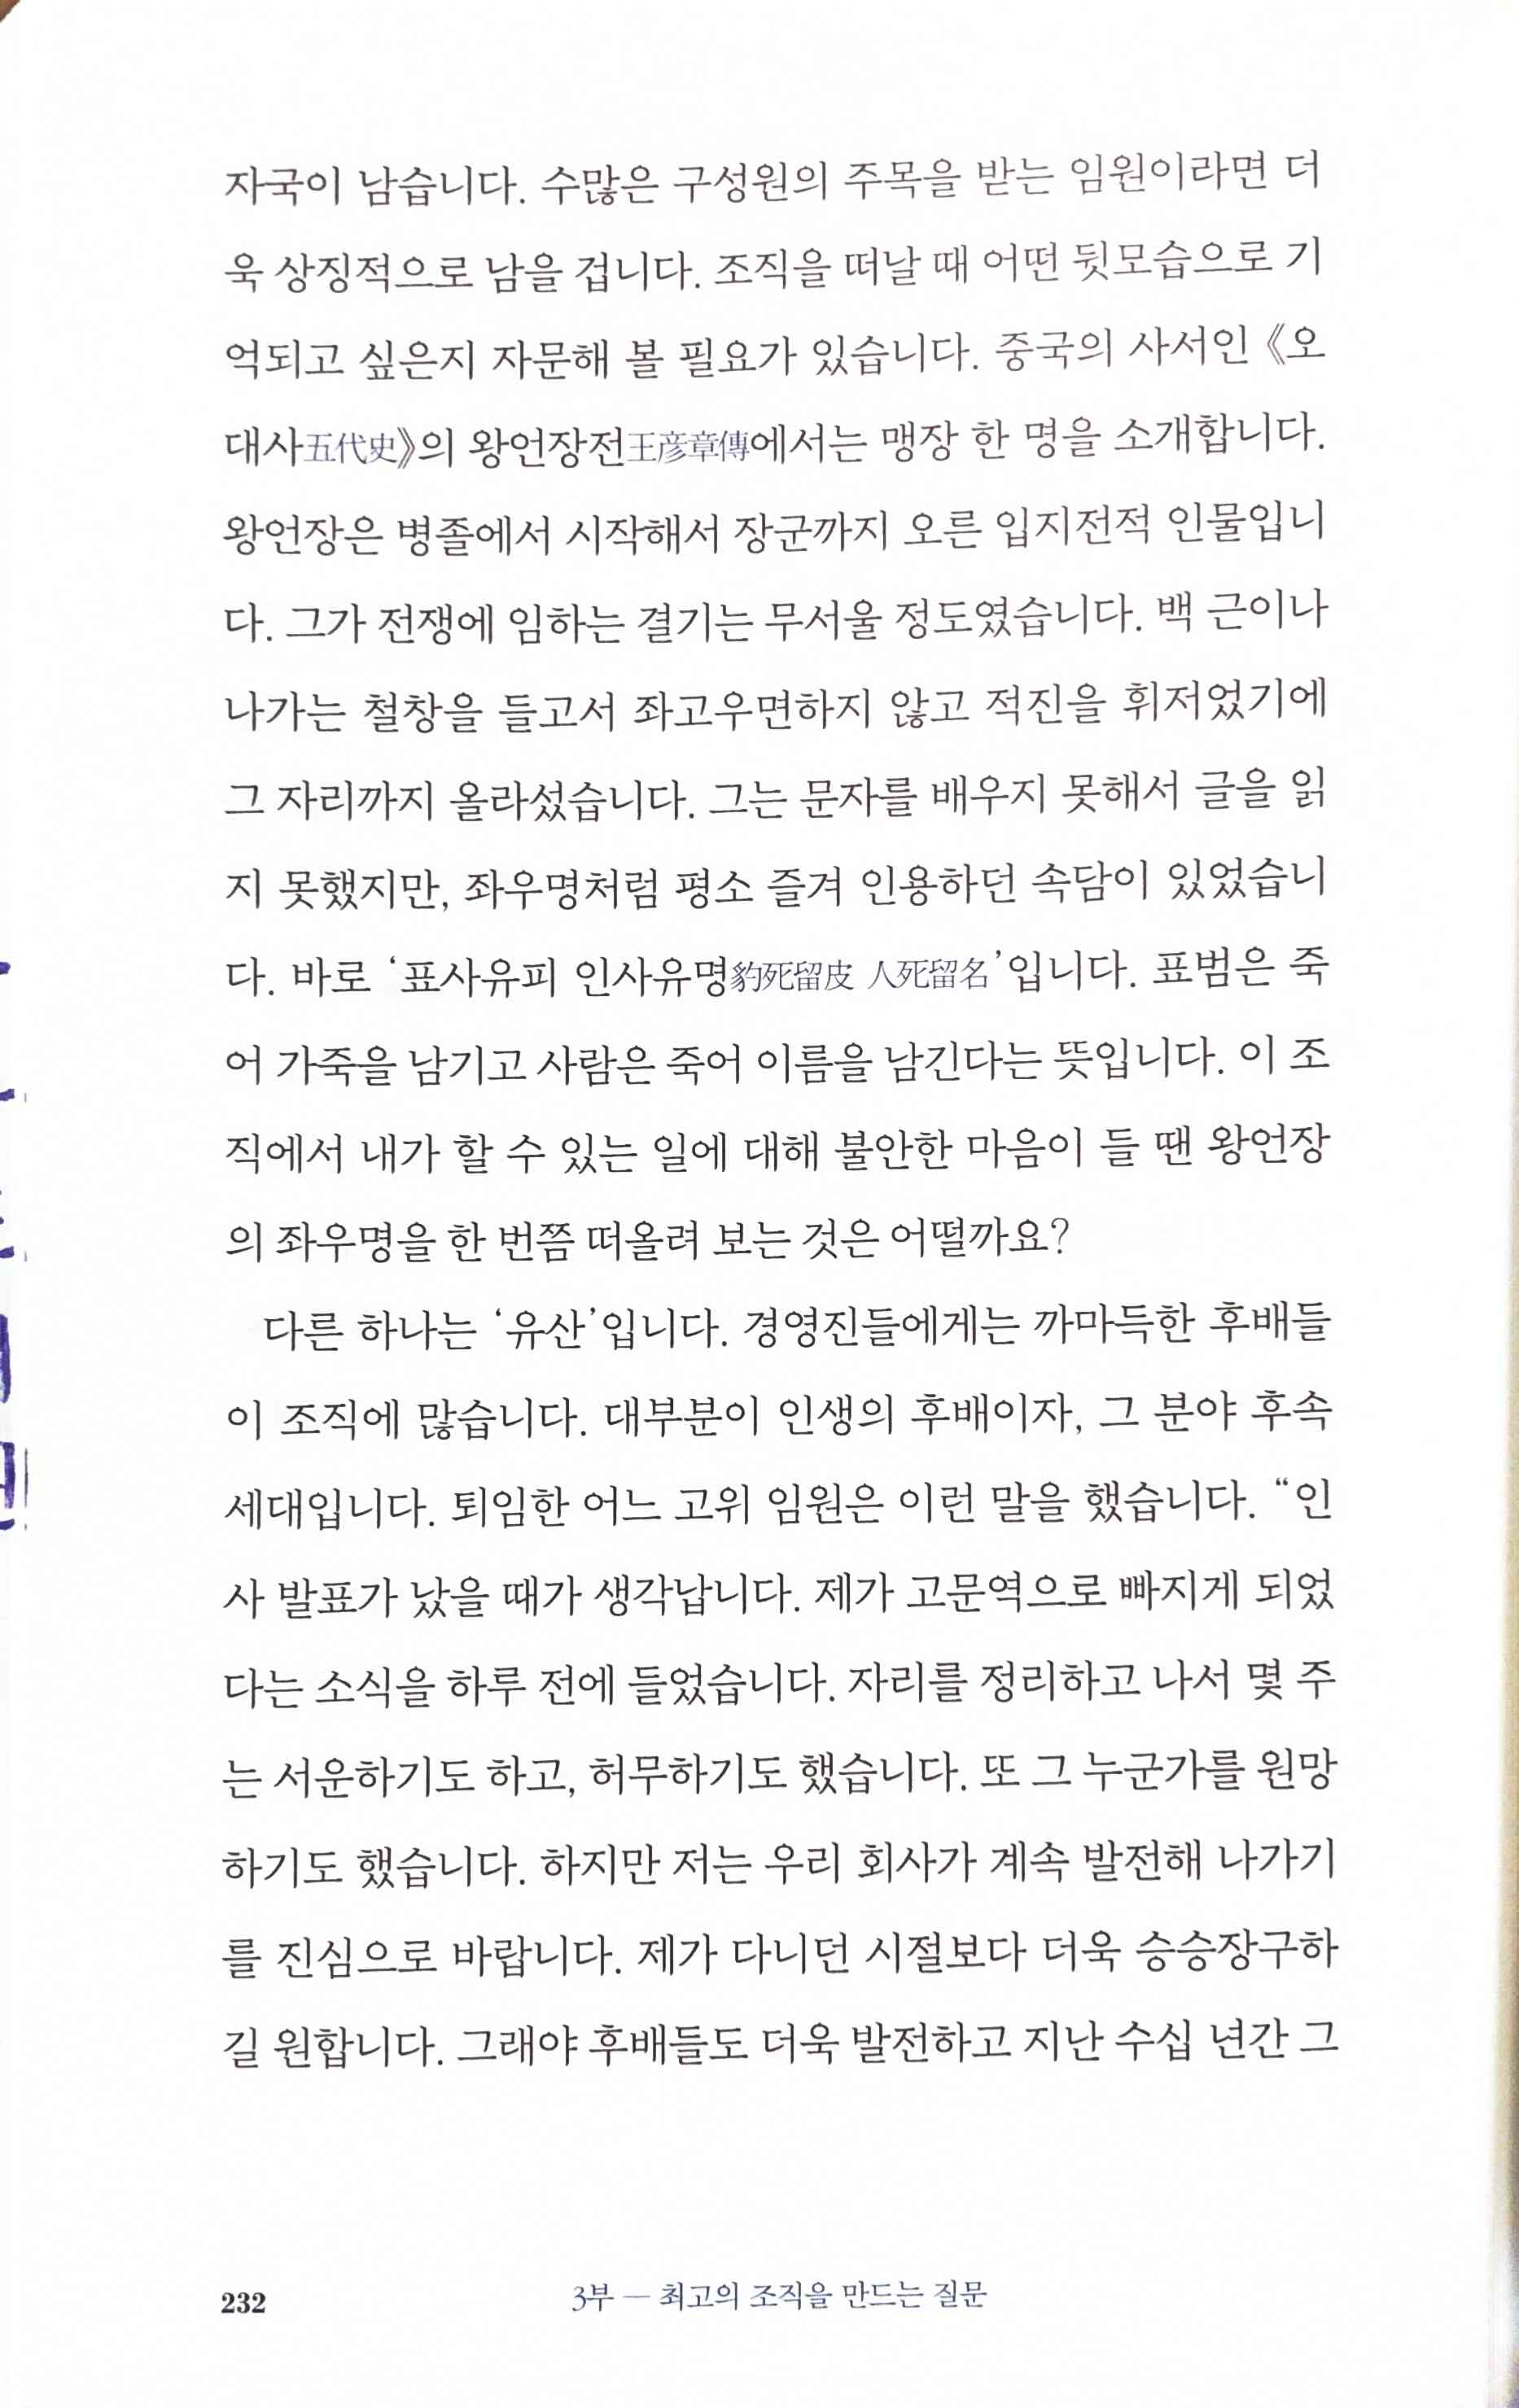 자국이 남습니다. 수많은 구성원의 주목을 받는 임원이라면 더
욱 상징적으로 남을 겁니다. 조직을 떠날 때 어떤 뒷모습으로 기
억되고 싶은지 자문해 볼 필요가 있습니다. 중국의 사서인 《오
대사五代史》의 왕언장전王彦章傳에서는 맹장 한 명을 소개합니다.
왕언장은 병졸에서 시작해서 장군까지 오른 입지전적 인물입니
다. 그가 전쟁에 임하는 결기는 무서울 정도였습니다. 백 근이나
나가는 철창을 들고서 좌고우면하지 않고 적진을 휘저었기에
그 자리까지 올라섰습니다. 그는 문자를 배우지 못해서 글을 읽
지 못했지만, 좌우명처럼 평소 즐겨 인용하던 속담이 있었습니
다. 바로 ‘표사유피 인사유명豹死留皮 人死留名’입니다. 표범은 죽
어 가죽을 남기고 사람은 죽어 이름을 남긴다는 뜻입니다. 이 조
직에서 내가 할 수 있는 일에 대해 불안한 마음이 들 땐 왕언장
의 좌우명을 한 번쯤 떠올려 보는 것은 어떨까요?
다른 하나는 ‘유산’입니다. 경영진들에게는 까마득한 후배들
이 조직에 많습니다. 대부분이 인생의 후배이자, 그 분야 후속
세대입니다. 퇴임한 어느 고위 임원은 이런 말을 했습니다. “인
사 발표가 났을 때가 생각납니다. 제가 고문역으로 빠지게 되었
다는 소식을 하루 전에 들었습니다. 자리를 정리하고 나서 몇 주
는 서운하기도 하고, 허무하기도 했습니다. 또 그 누군가를 원망
하기도 했습니다. 하지만 저는 우리 회사가 계속 발전해 나가기
를 진심으로 바랍니다. 제가 다니던 시절보다 더욱 승승장구하
길 원합니다. 그래야 후배들도 더욱 발전하고 지난 수십 년간 그
232 3부 — 최고의 조직을 만드는 질문